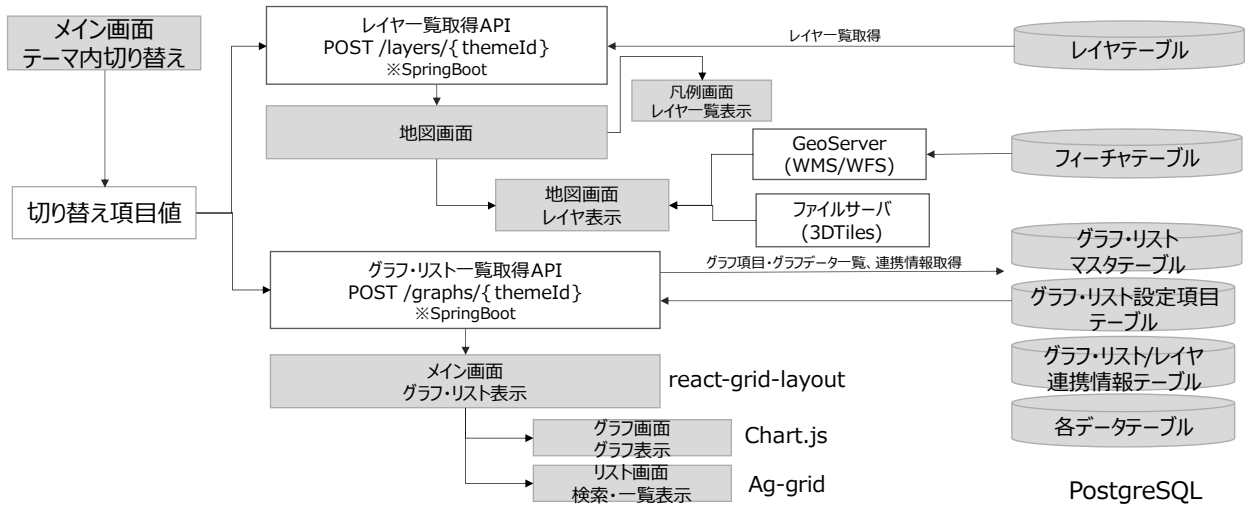 メイン画面
テーマ内切り替え
切り替え項目値
レイヤ一覧取得API
POST /layers/{themeId}
※SpringBoot
レイヤ一覧取得
レイヤテーブル
凡例画面
レイヤ一覧表示
地図画面
GeoServer
(WMS/WFS)
フィーチャテーブル
地図画面
レイヤ表示
ファイルサーバ
(3DTiles)
グラフ・リスト一覧取得API
POST /graphs/{themeId}
※SpringBoot
グラフ項目・グラフデータ一覧、連携情報取得
グラフ・リスト
マスタテーブル
グラフ・リスト設定項目
テーブル
グラフ・リスト/レイヤ
連携情報テーブル
各データテーブル
メイン画面
グラフ・リスト表示
react-grid-layout
グラフ画面
グラフ表示
Chart.js
リスト画面
検索・一覧表示
Ag-grid
PostgreSQL